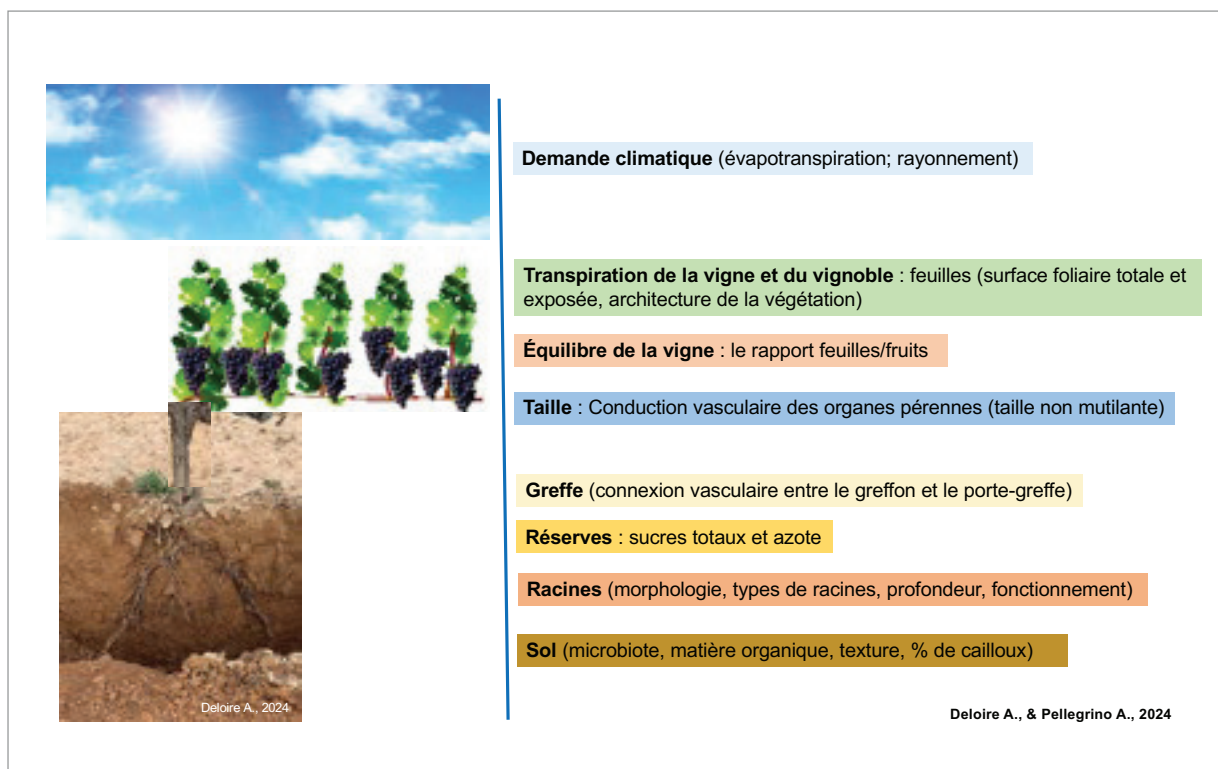 Demande climatique (évapotranspiration; rayonnement)
Transpiration de la vigne et du vignoble : feuilles (surface foliaire totale et
exposée, architecture de la végétation)
Équilibre de la vigne : le rapport feuilles/fruits
Taille : Conduction vasculaire des organes pérennes (taille non mutilante)
Greffe (connexion vasculaire entre le greffon et le porte-greffe)
Réserves : sucres totaux et azote
Racines (morphologie, types de racines, profondeur, fonctionnement)
Sol (microbiote, matière organique, texture, % de cailloux)
Deloire A., 2024
Deloire A., & Pellegrino A., 2024